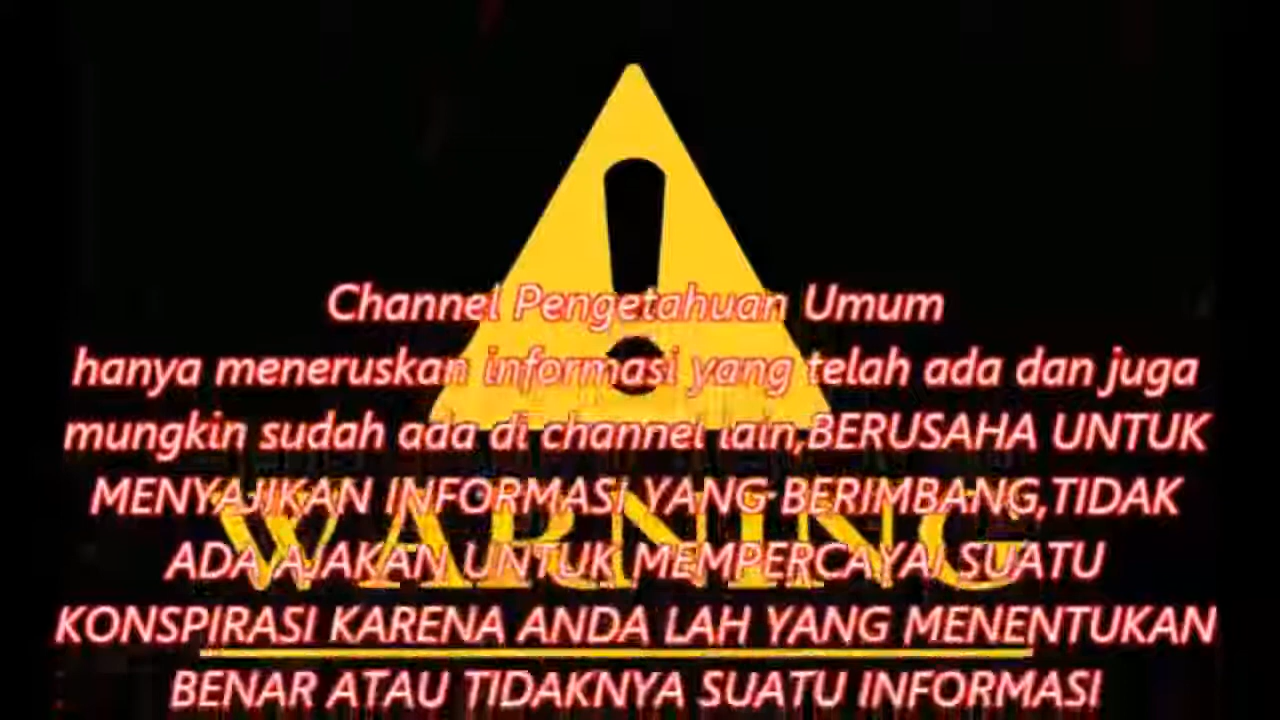 Channel Pengetahuan Umum
hanya meneruskan informasi yang telah ada dan juga
mungkin sudah ada di channel lain,BERUSAHA UNTUK
MENYAJIKAN INFORMASI YANG BERIMBANG,TIDAK
WARNING
ADA AJAKAN UNTUK MEMPERCAYAI SUATU
KONSPIRASI KARENA ANDA LAH YANG MENENTUKAN
BENAR ATAU TIDAKNYA SUATU INFORMASI